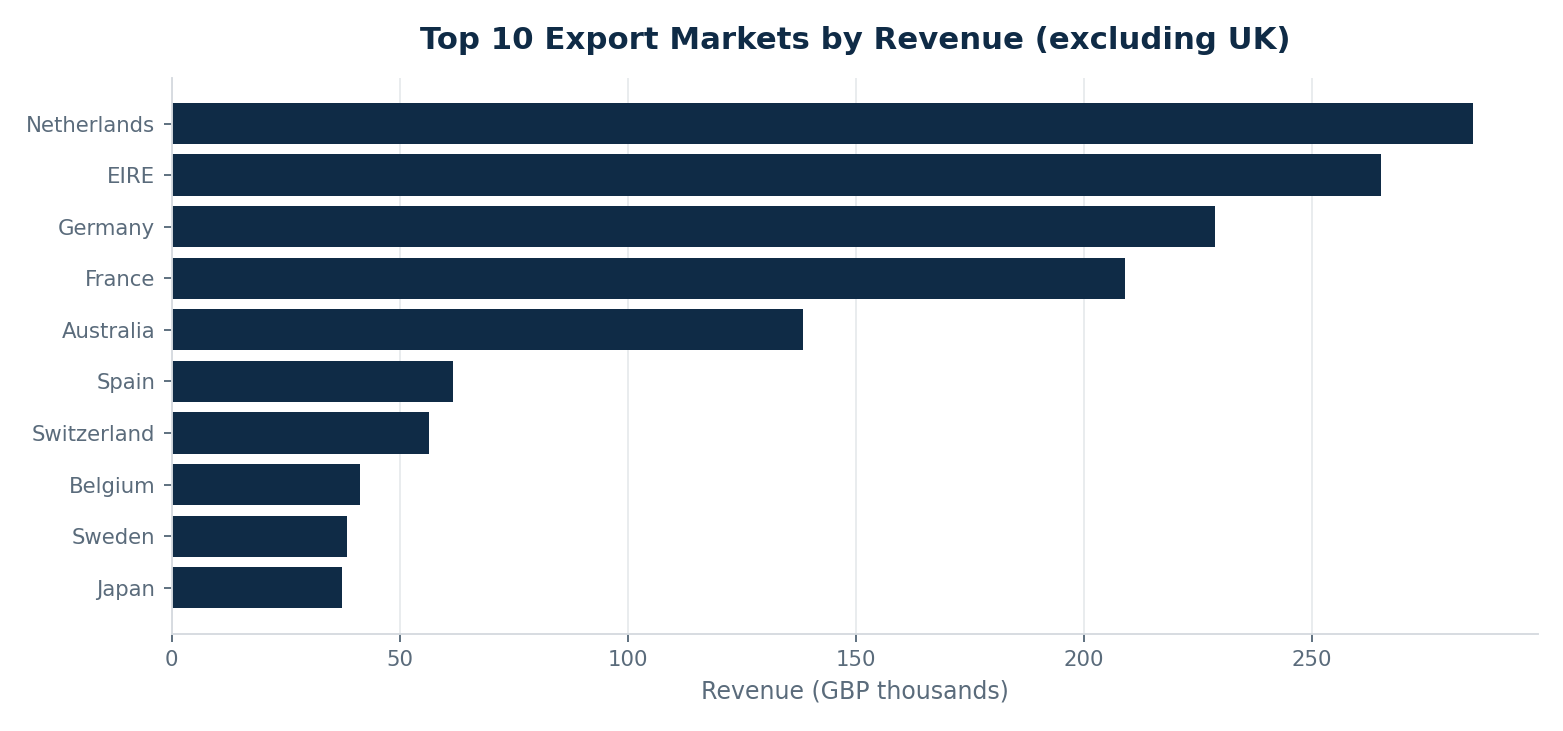 Top 10 Export Markets by Revenue (excluding UK)
Netherlands
EIRE
Germany
France
Australia
Spain
Switzerland
Belgium
Sweden
Japan
0 50 100 150 200 250
Revenue (GBP thousands)